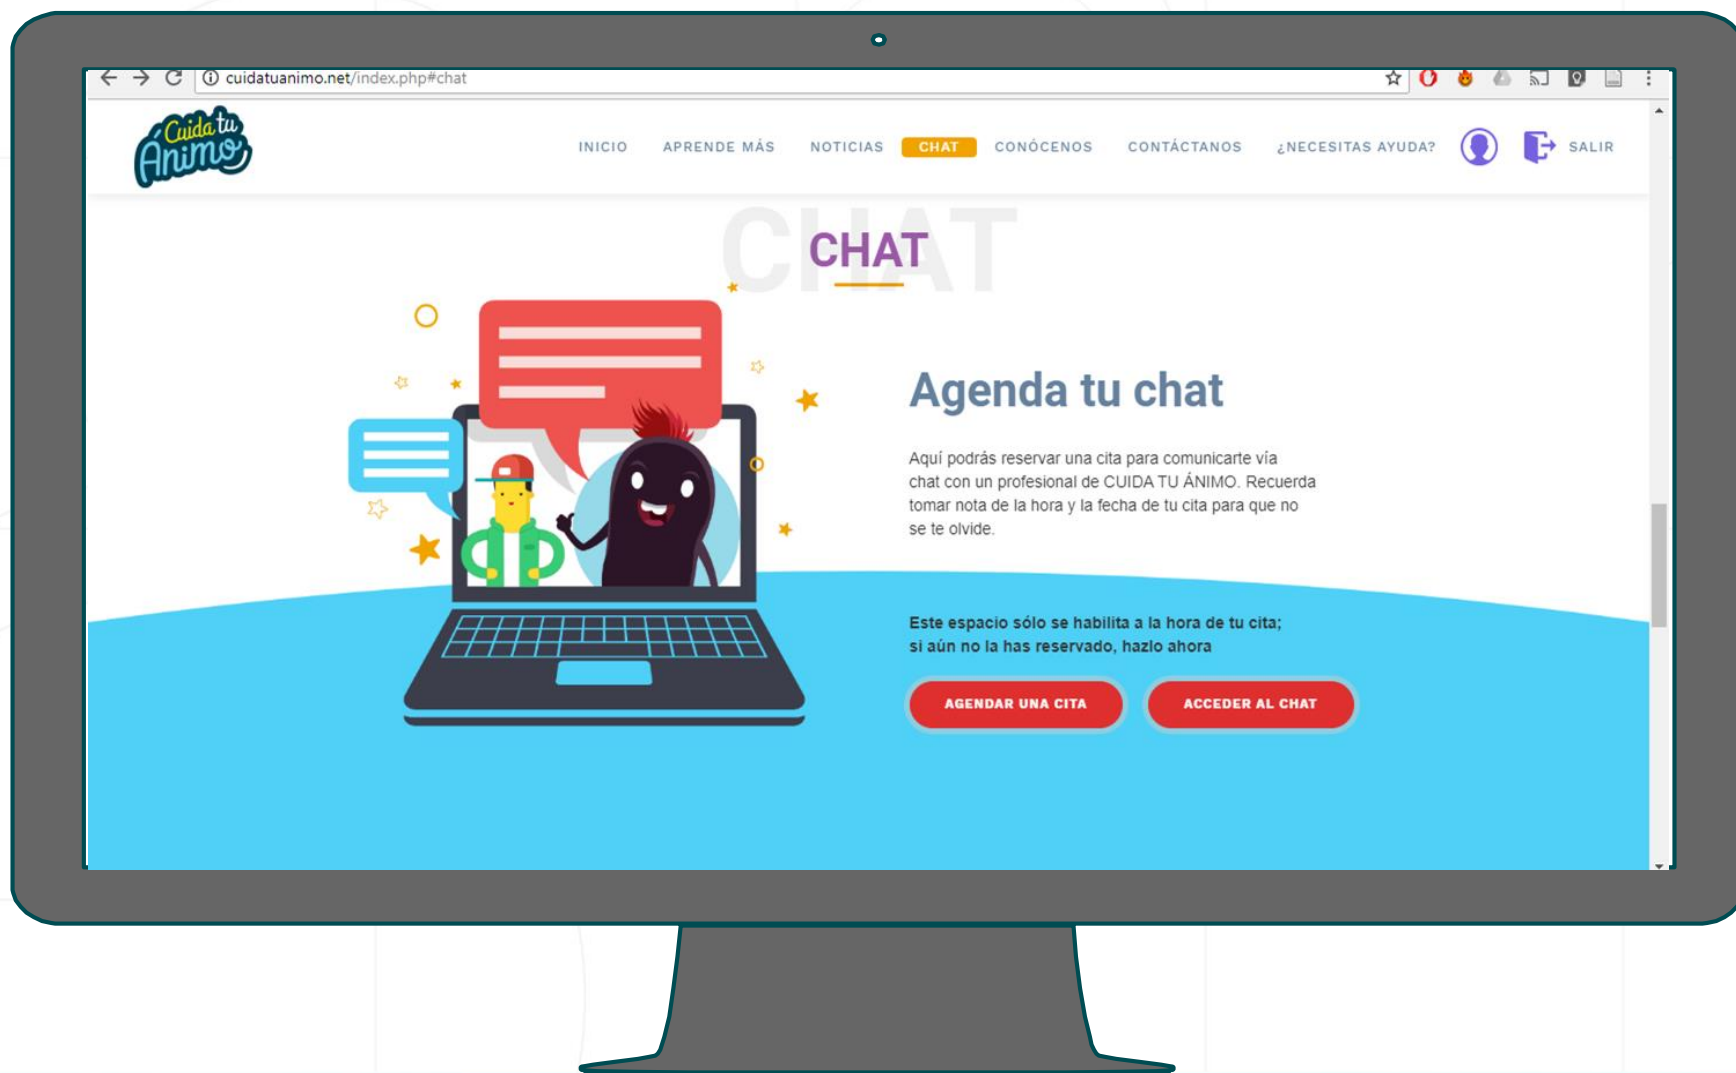 cuidatuanimo.net/index.php#chat
Cuida tu
Ánimo
INICIO APRENDE MÁS NOTICIAS CHAT CONÓCENOS CONTÁCTANOS ¿NECESITAS AYUDA? SALIR
CHAT
CHAT
Agenda tu chat
Aquí podrás reservar una cita para comunicarte vía
chat con un profesional de CUIDA TU ÁNIMO. Recuerda
tomar nota de la hora y la fecha de tu cita para que no
se te olvide.
Este espacio sólo se habilita a la hora de tu cita;
si aún no la has reservado, hazlo ahora
AGENDAR UNA CITA ACCEDER AL CHAT